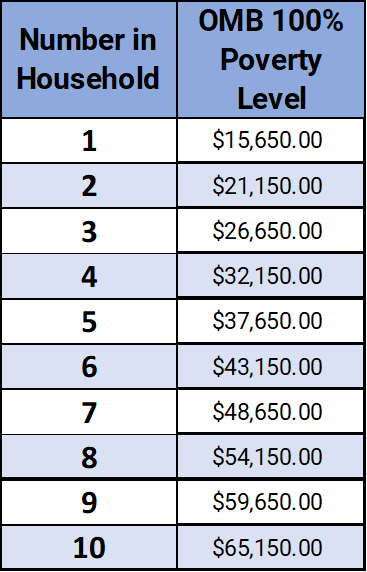 Number in
Household
OMB 100%
Poverty
Level
1 $15,650.00
2 $21,150.00
3 $26,650.00
4 $32,150.00
5 $37,650.00
6 $43,150.00
7 $48,650.00
8 $54,150.00
9 $59,650.00
10 $65,150.00